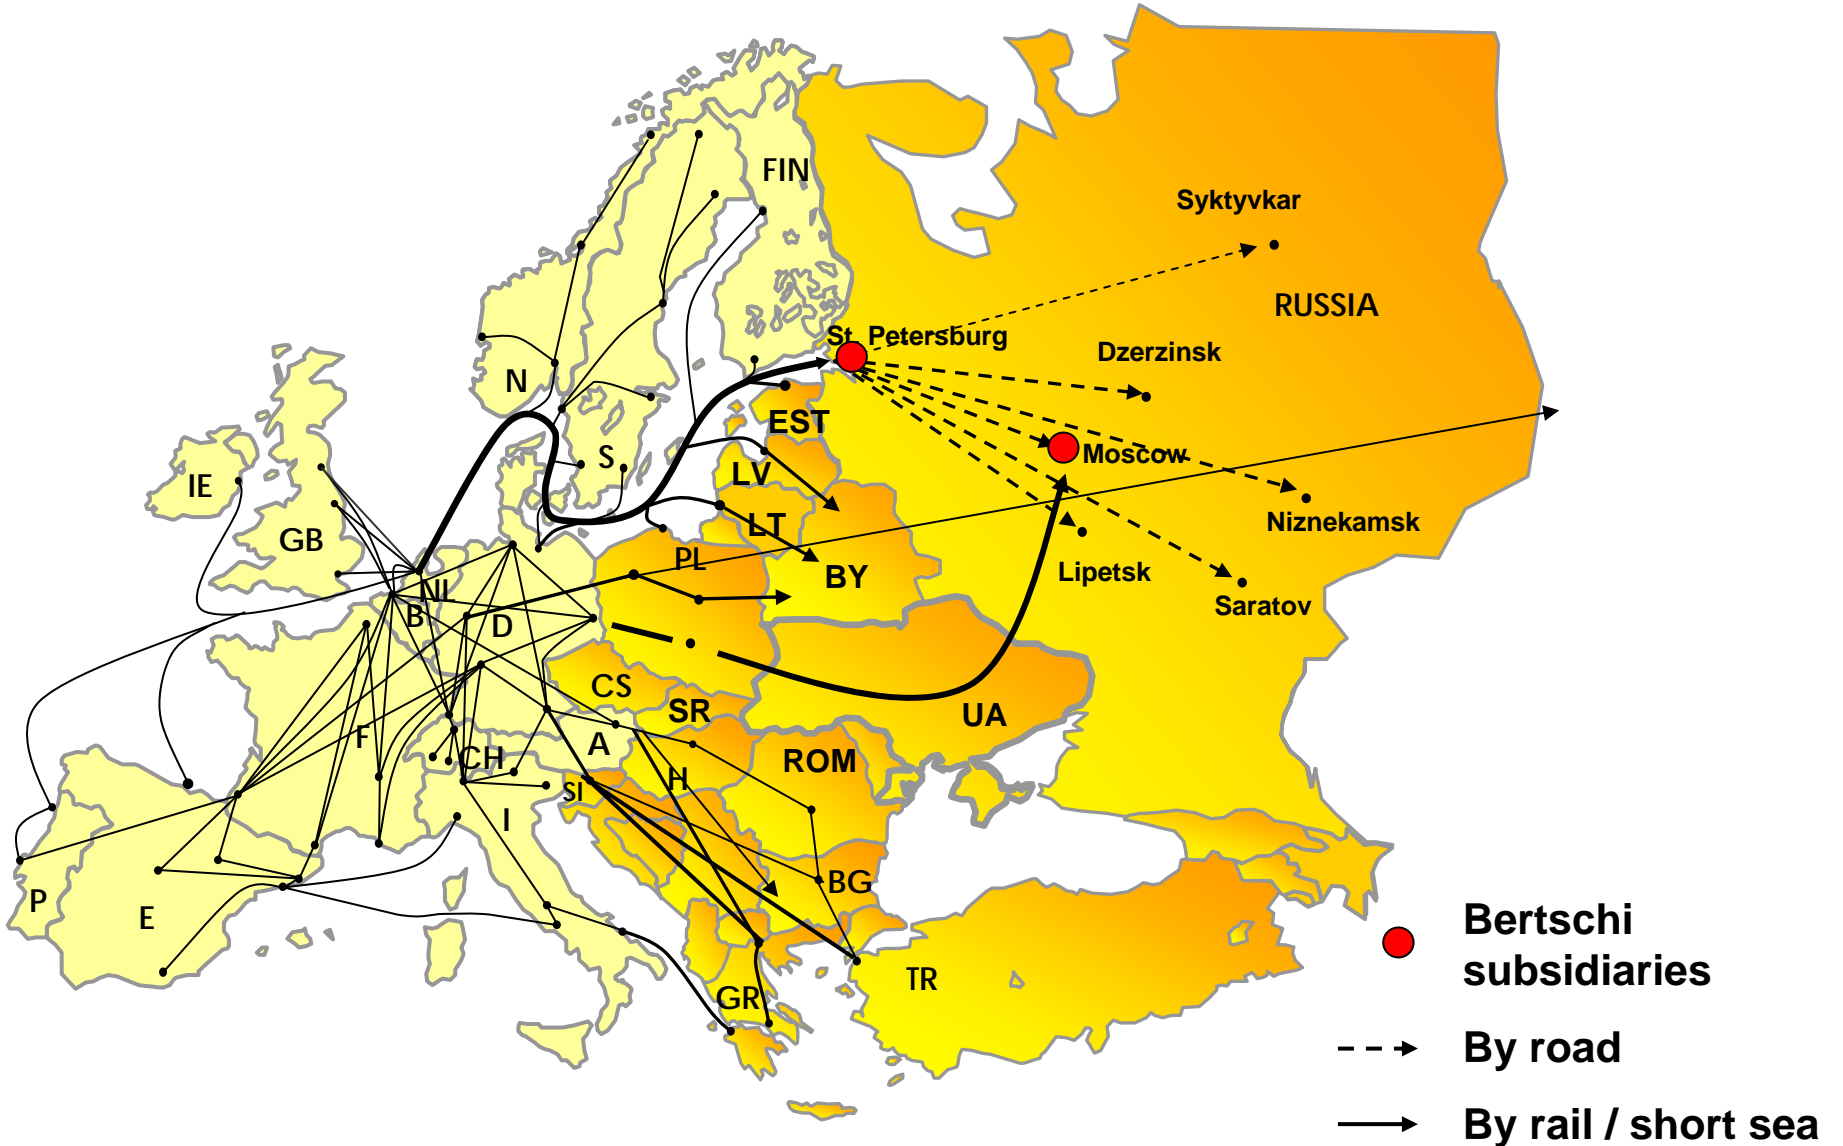 FIN
Syktyvkar
RUSSIA
St. Petersburg
Dzerzinsk
N
EST
Moscow
S
LV
IE
LT
Niznekamsk
GB
PL
Lipetsk
BY
NL
B
D
Saratov
CS
SR
UA
F
A
CH
ROM
H
SI
I
BG
P
E
TR
GR
Bertschi
subsidiaries
By road
By rail / short sea